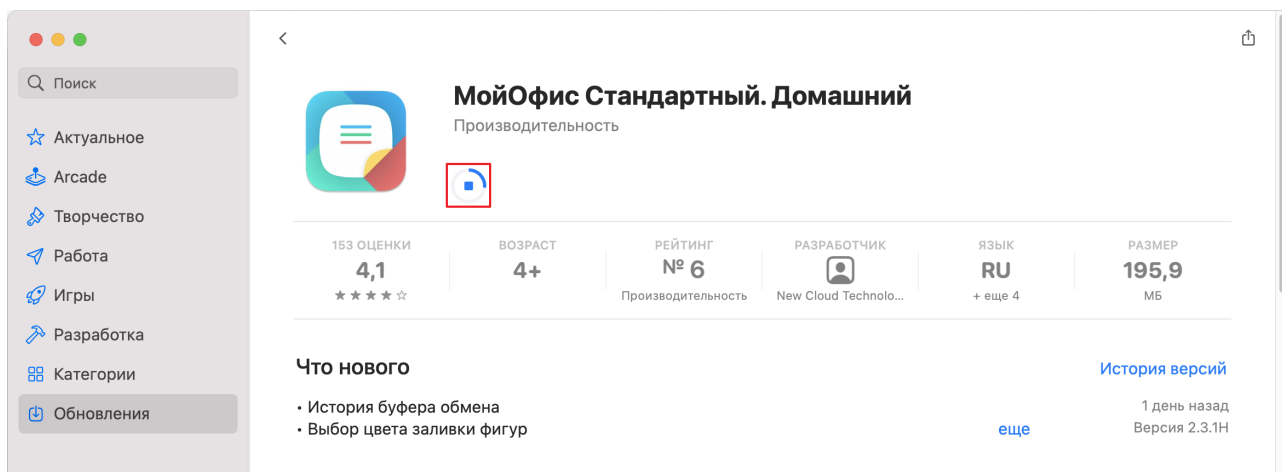 Поиск
Актуальное
Arcade
Творчество
Работа
Игры
Разработка
Категории
Обновления
МойОфис Стандартный. Домашний
Производительность
153 ОЦЕНКИ
4,1
★★★★☆
ВОЗРАСТ
4+
РЕЙТИНГ
№ 6
Производительность
РАЗРАБОТЧИК
New Cloud Technolo...
ЯЗЫК
RU
+ еще 4
РАЗМЕР
195,9
МБ
Что нового
История версий
• История буфера обмена
• Выбор цвета заливки фигур
еще
1 день назад
Версия 2.3.1H